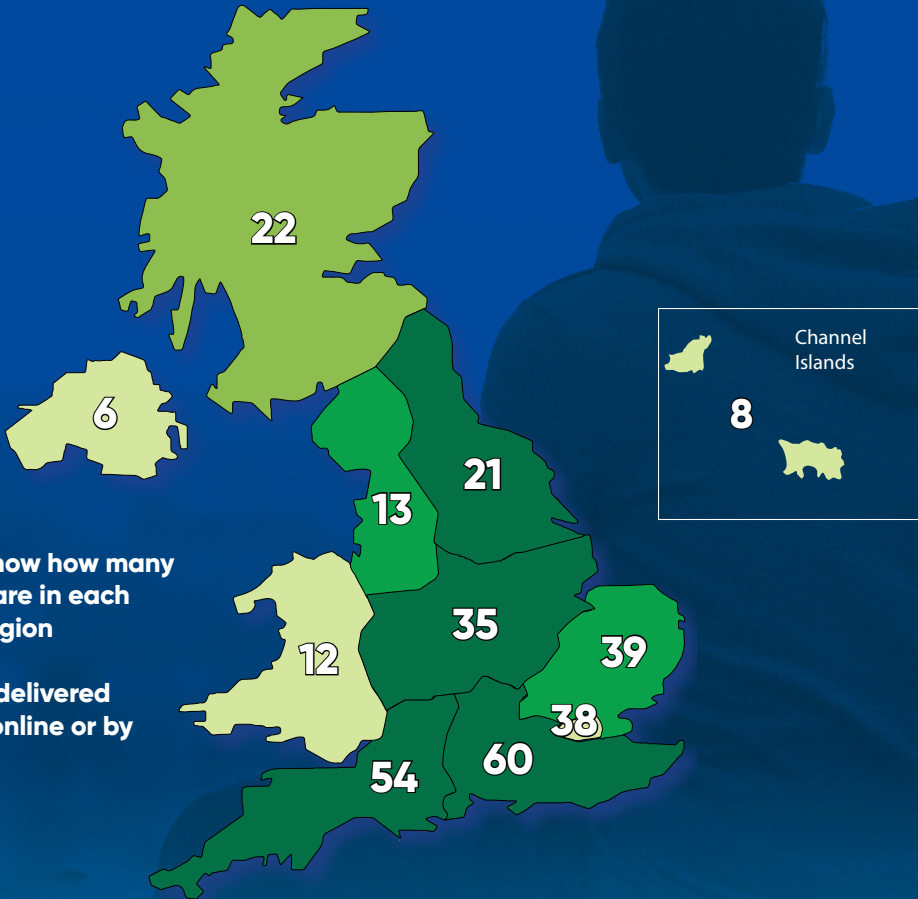 22
Channel
Islands
6
8
21
13
now how many
are in each
gion
35
39
12
delivered
online or by
38
60
54